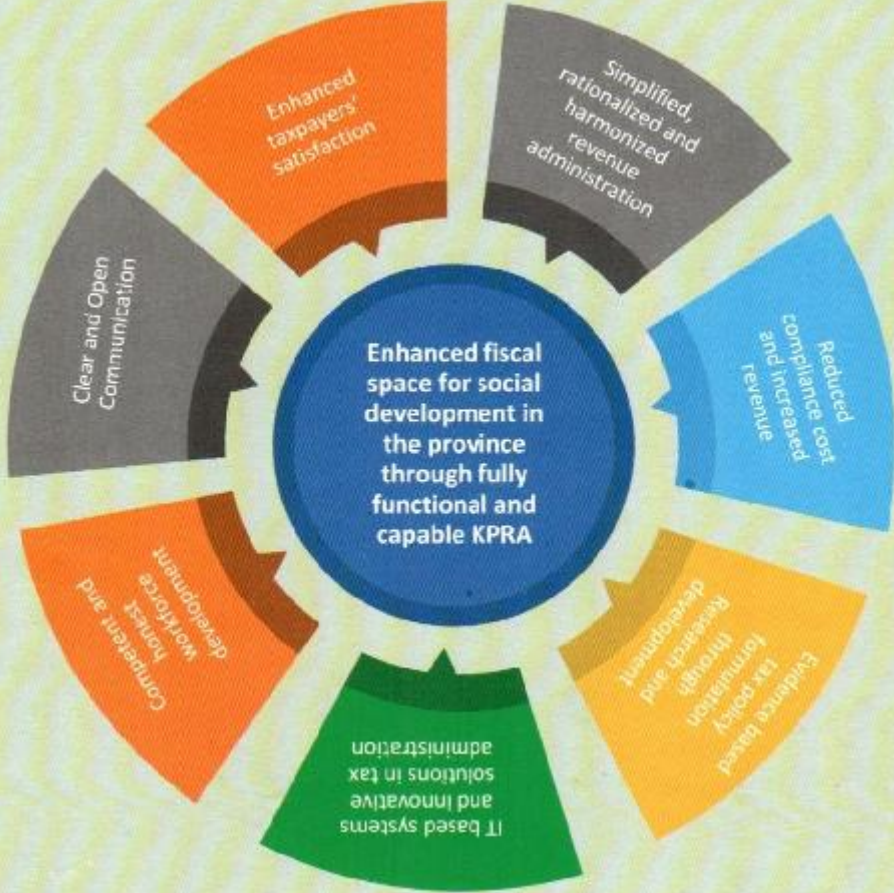 Enhanced
taxpayers'
satisfaction
Simplified,
rationalized and
harmonized
revenue
administration
Reduced
compliance cost
and increased
revenue
Evidence based
tax policy
formulation
through
Research and
development
IT based systems
and Innovative
solutions in tax
administration
Competent and
honest
workforce
development
Clear and Open
Communication
Enhanced fiscal
space for social
development in
the province
through fully
functional and
capable KPRA